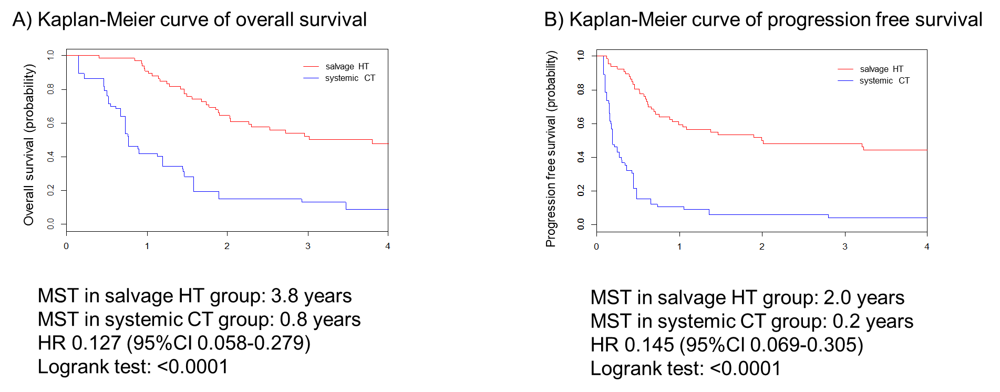 A) Kaplan-Meier curve of overall survival
Overall survival (probability)
1.0
0.8
0.6
0.4
0.2
0.0
salvage HT
systemic CT
0 1 2 3 4
MST in salvage HT group: 3.8 years
MST in systemic CT group: 0.8 years
HR 0.127 (95%CI 0.058-0.279)
Logrank test: <0.0001
B) Kaplan-Meier curve of progression free survival
Progression free survival (probability)
1.0
0.8
0.6
0.4
0.2
0.0
salvage HT
systemic CT
0 1 2 3 4
MST in salvage HT group: 2.0 years
MST in systemic CT group: 0.2 years
HR 0.145 (95%CI 0.069-0.305)
Logrank test: <0.0001